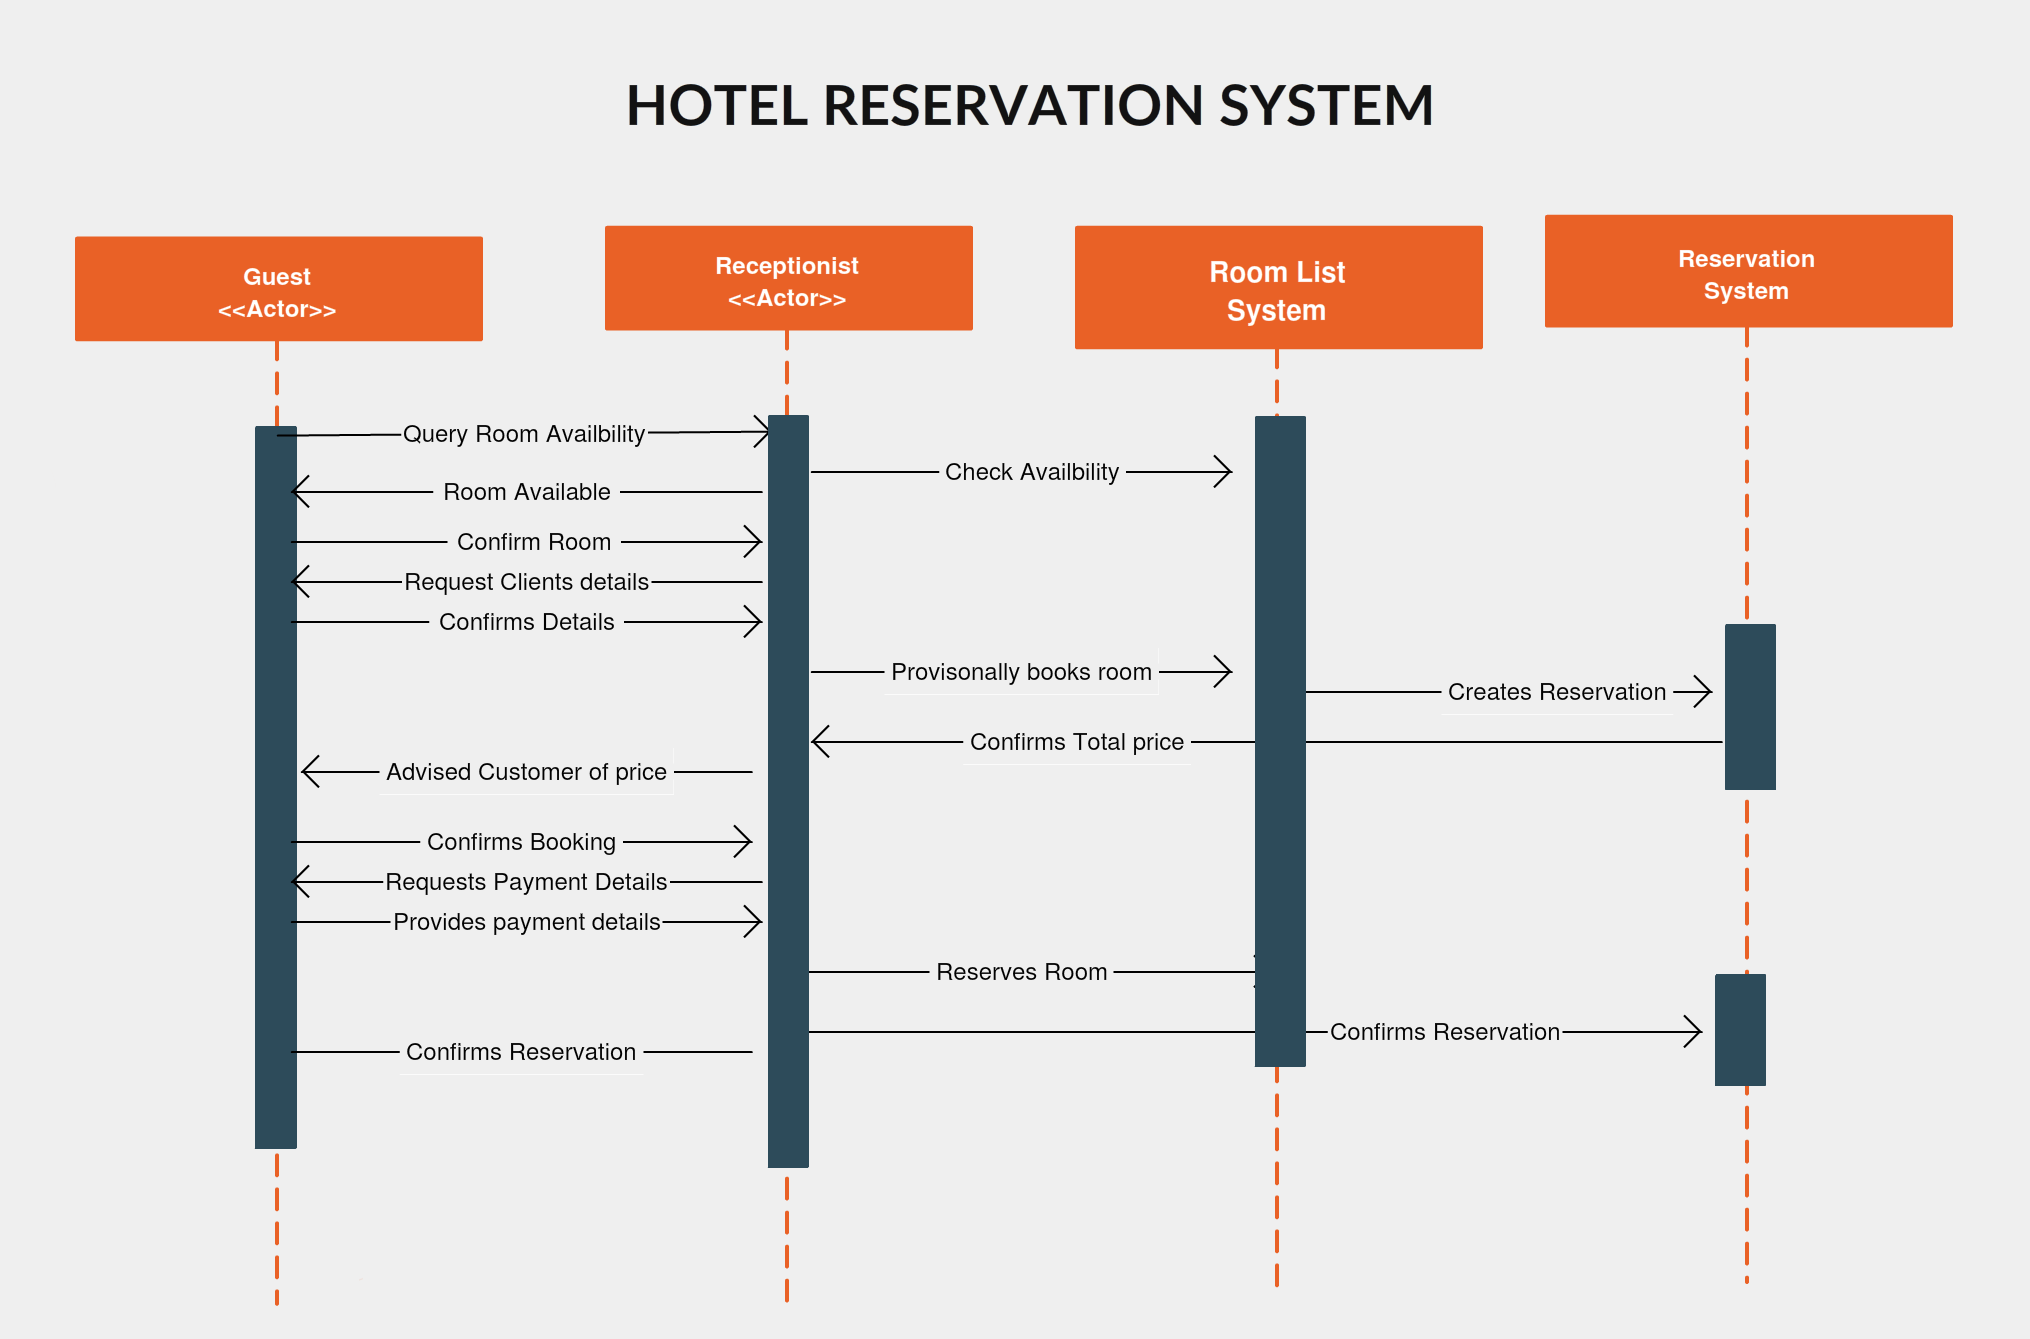 HOTEL RESERVATION SYSTEM
Guest
<<Actor>>
Receptionist
<<Actor>>
Room List
System
Reservation
System
Query Room Availbility
Check Availbility
Room Available
Confirm Room
Request Clients details
Confirms Details
Provisonally books room
Creates Reservation
Confirms Total price
Advised Customer of price
Confirms Booking
Requests Payment Details
Provides payment details
Reserves Room
Confirms Reservation
Confirms Reservation